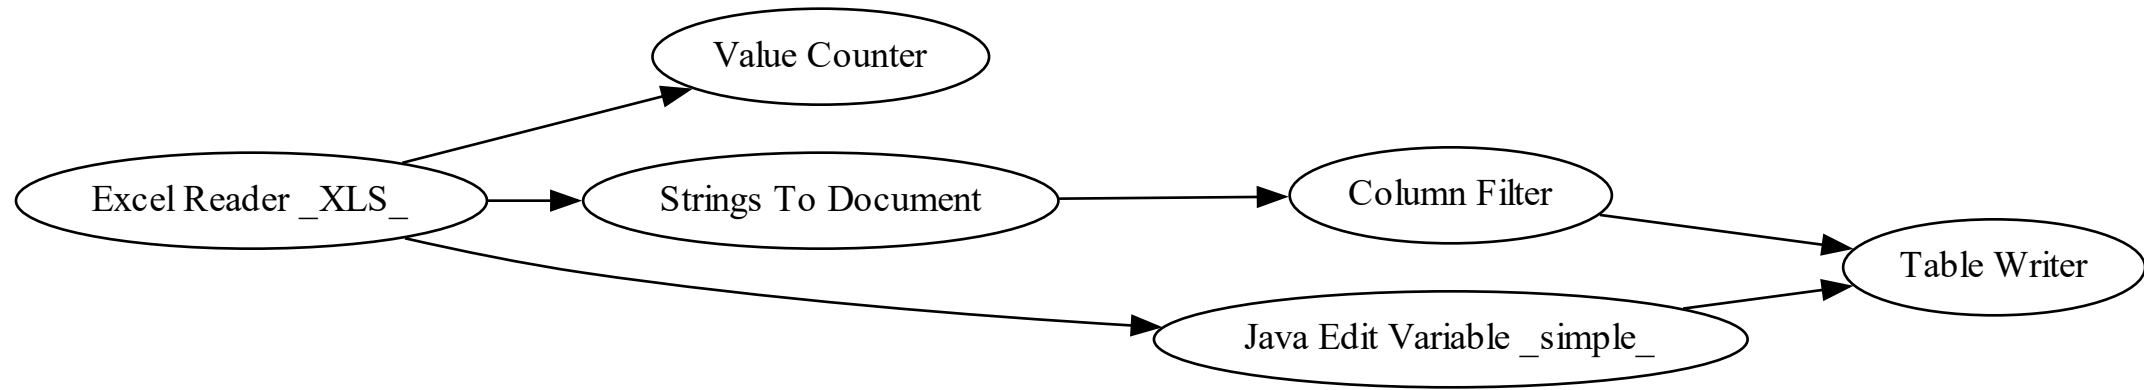 Value Counter
Excel Reader _XLS_
Strings To Document
Column Filter
Table Writer
Java Edit Variable _simple_